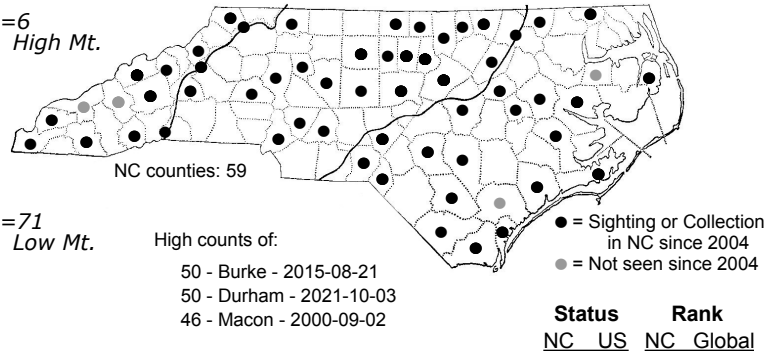 =6
High Mt.
NC counties: 59
=71
Low Mt.
High counts of:
50 - Burke - 2015-08-21
50 - Durham - 2021-10-03
46 - Macon - 2000-09-02
= Sighting or Collection
in NC since 2004
= Not seen since 2004
Status Rank
NC US NC Global